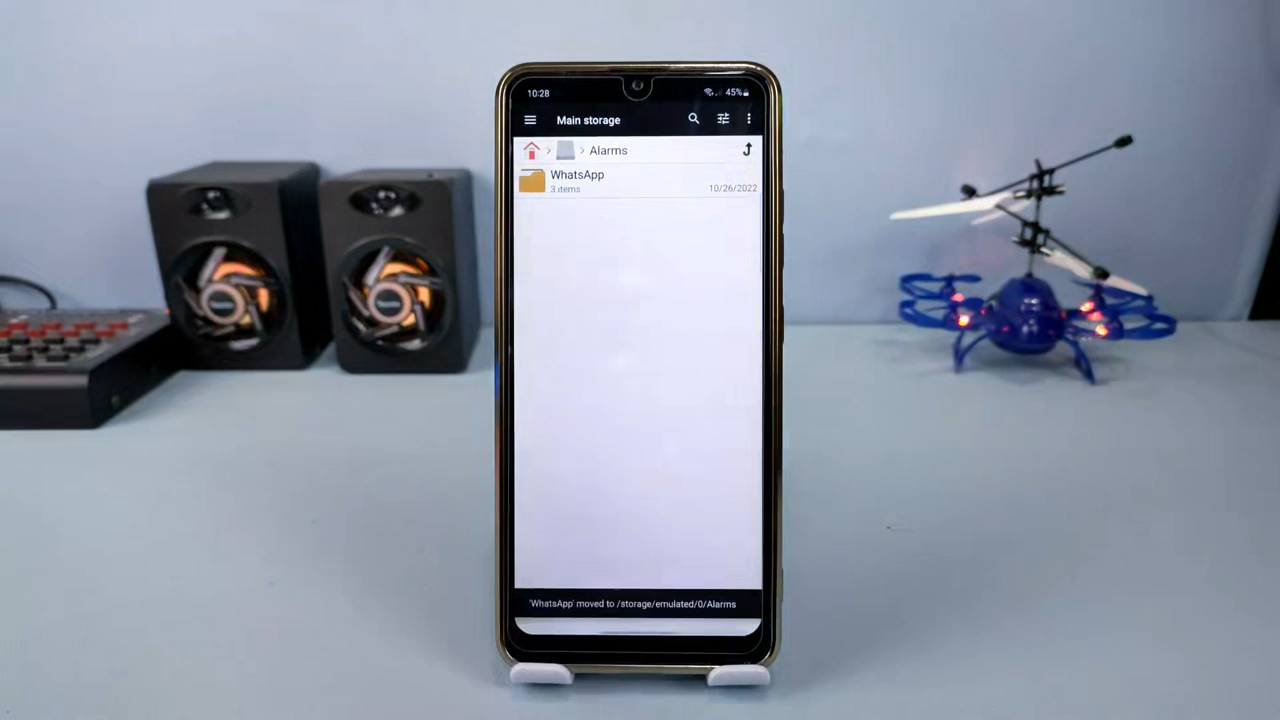 10:28
45%
Main storage
Alarms
WhatsApp
3 items
10/26/2022
'WhatsApp' moved to /storage/emulated/0/Alarms